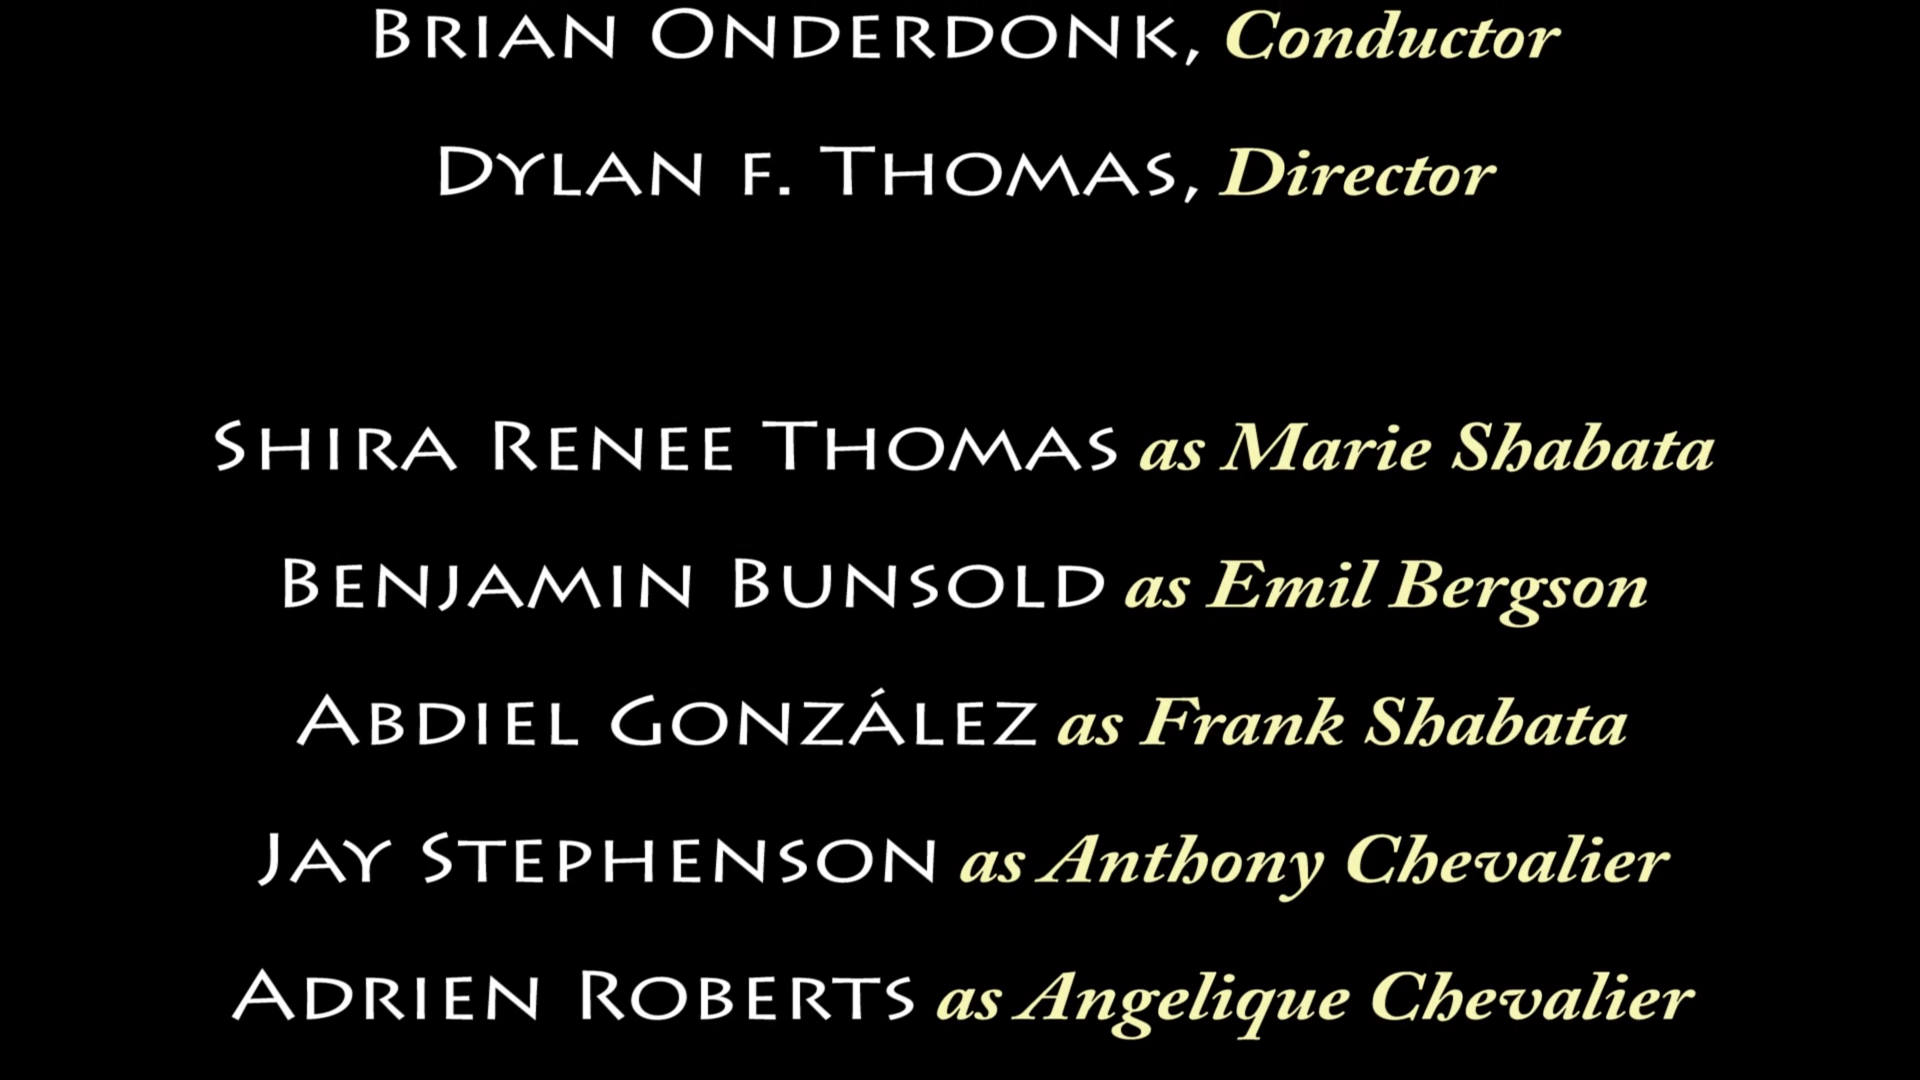 Brian Onderdonk, Conductor
Dylan F. Thomas, Director
Shira Renee Thomas as Marie Shabata
Benjamin Bunsold as Emil Bergson
Abdiel González as Frank Shabata
Jay Stephenson as Anthony Chevalier
Adrien Roberts as Angelique Chevalier